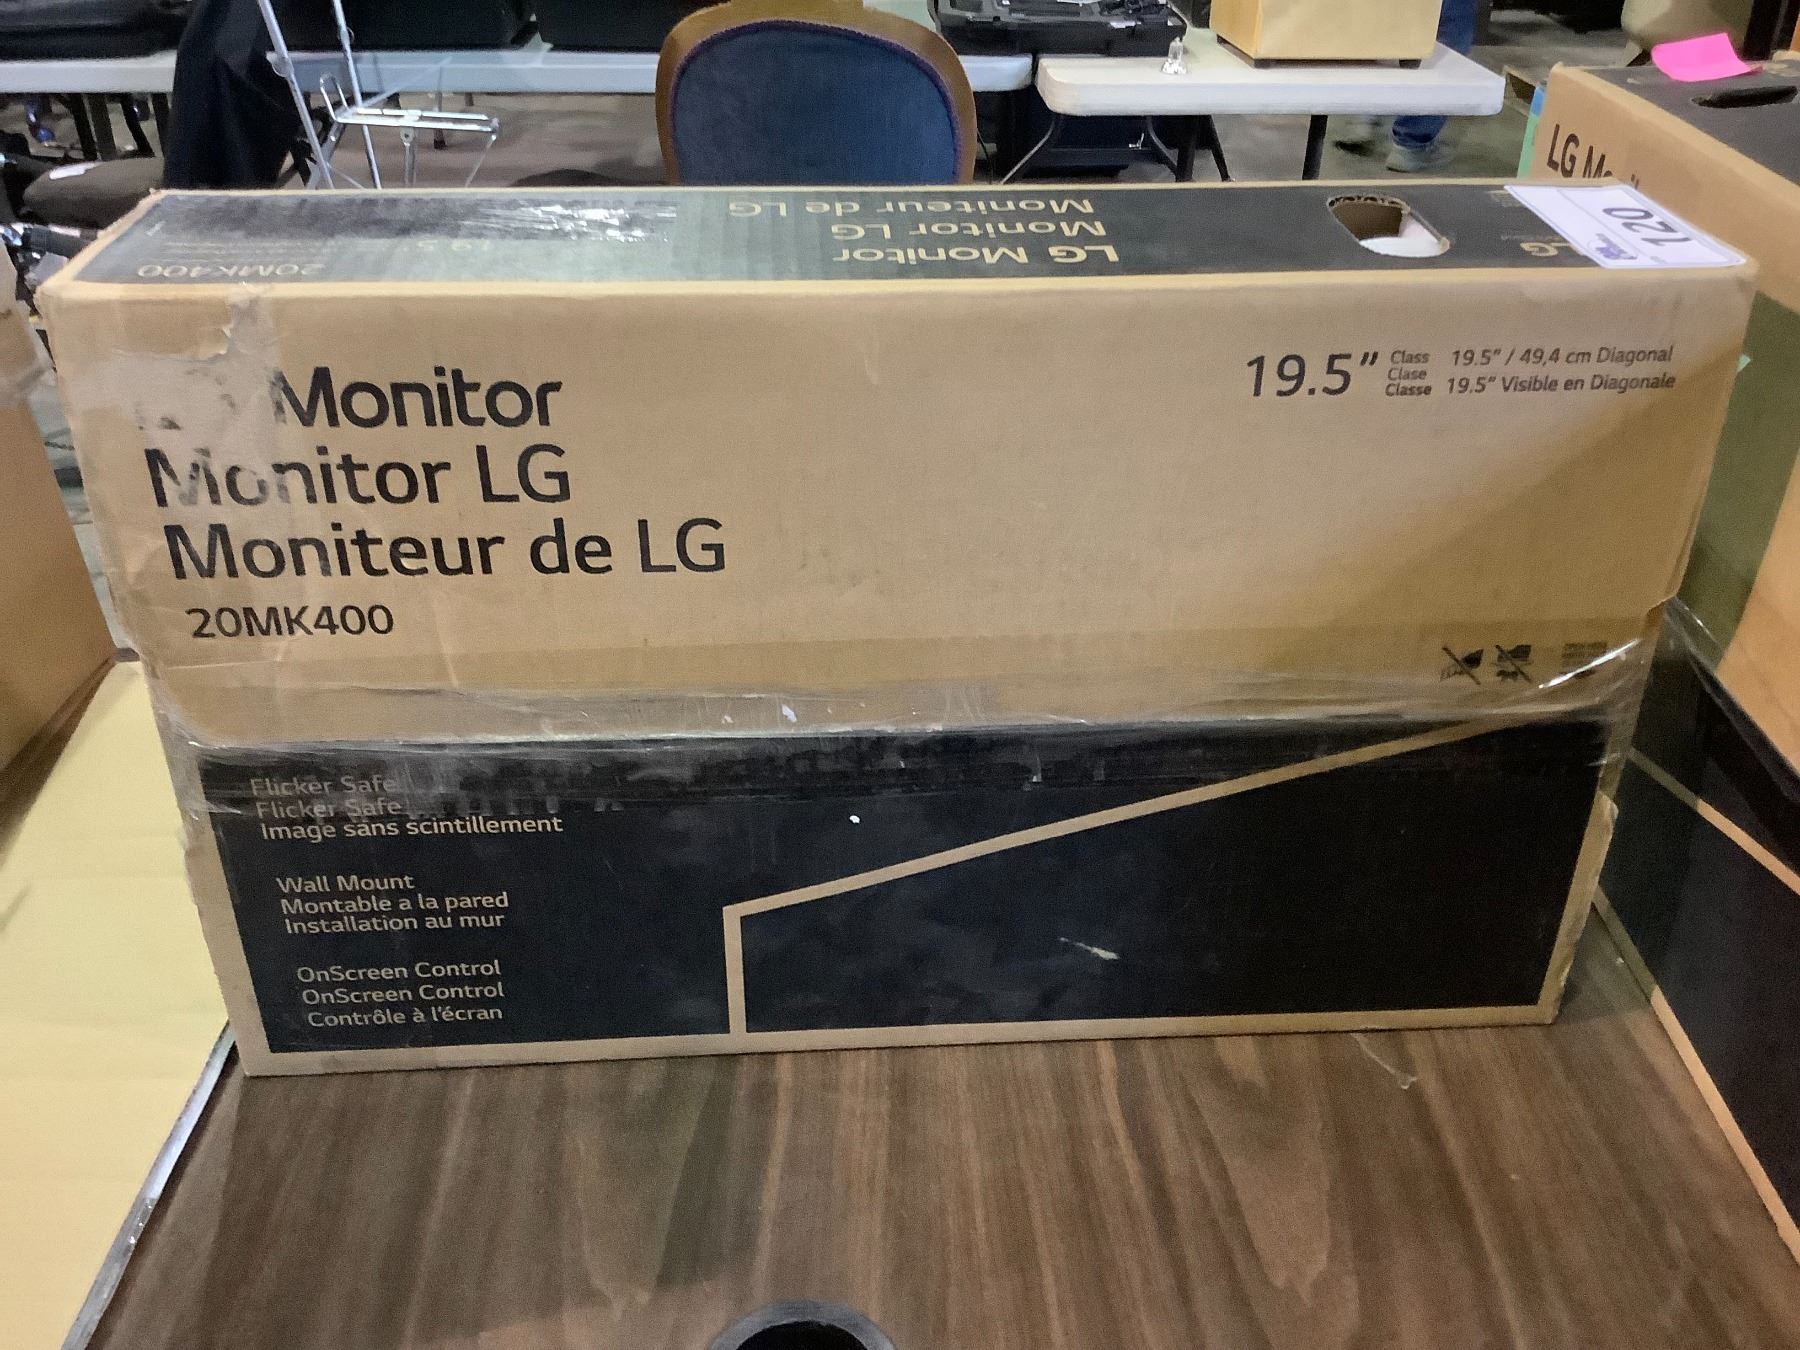 Moniteur de LG
Monitor LG
LG Monitor
20MK400
19.5
LG
120
LG
Monitor
Monitor LG
Moniteur de LG
20MK400
19.5" Class 19.5" / 49,4 cm Diagonal
Clase
Classe 19.5" Visible en Diagonale
Flicker Safe
Flicker Safe
Image sans scintillement
Wall Mount
Montable a la pared
Installation au mur
OnScreen Control
OnScreen Control
Contrôle à l'écran